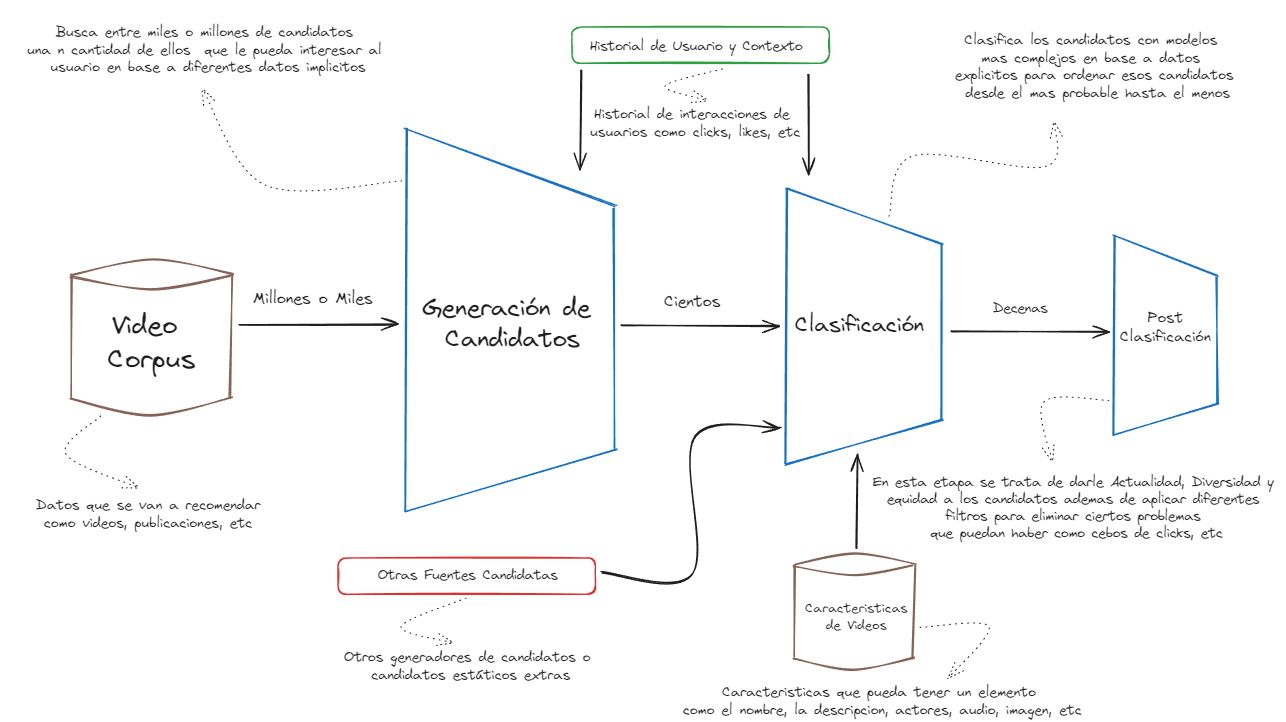 Busca entre miles o millones de candidatos
una n cantidad de ellos que le pueda interesar al
usuario en base a diferentes datos implicitos
Historial de Usuario y Contexto
Clasifica los candidatos con modelos
mas complejos en base a datos
explicitos para ordenar esos candidatos
desde el mas probable hasta el menos
Historial de interacciones de
usuarios como clicks, likes, etc
Video
Corpus
Millones o Miles
Generación de
Candidatos
Cientos
Clasificación
Decenas
Post
Clasificación
Datos que se van a recomendar
como videos, publicaciones, etc
En esta etapa se trata de darle Actualidad, Diversidad y
equidad a los candidatos ademas de aplicar diferentes
filtros para eliminar ciertos problemas
que puedan haber como cebos de clicks, etc
Otras Fuentes Candidatas
Otros generadores de candidatos o
candidatos estáticos extras
Caracteristicas
de Videos
Caracteristicas que pueda tener un elemento
como el nombre, la descripcion, actores, audio, imagen, etc